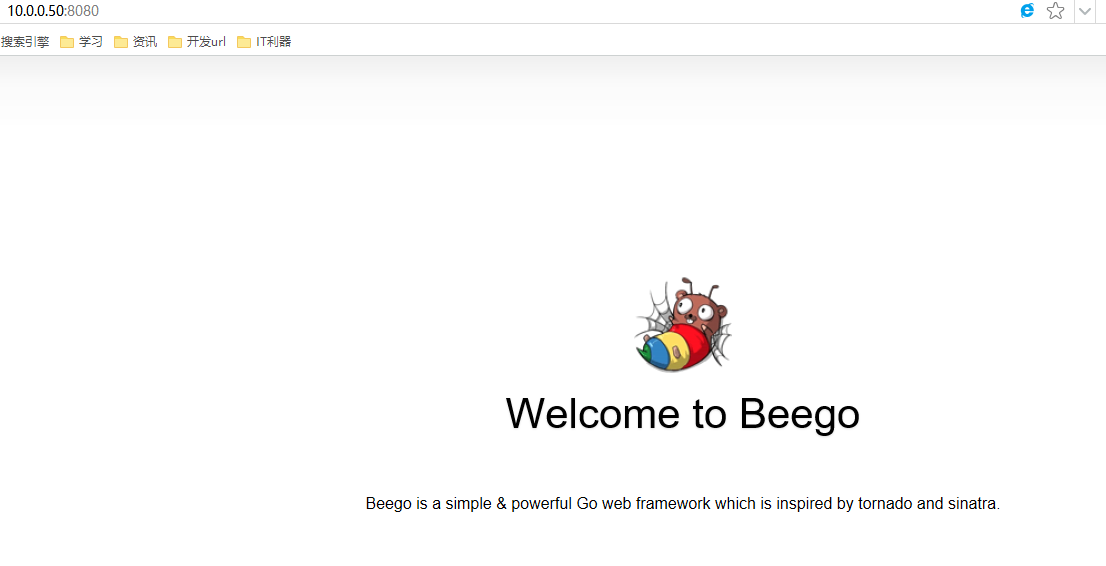 10.0.0.50:8080
搜索引擎 学习 资讯 开发url IT利器
Welcome to Beego
Beego is a simple & powerful Go web framework which is inspired by tornado and sinatra.